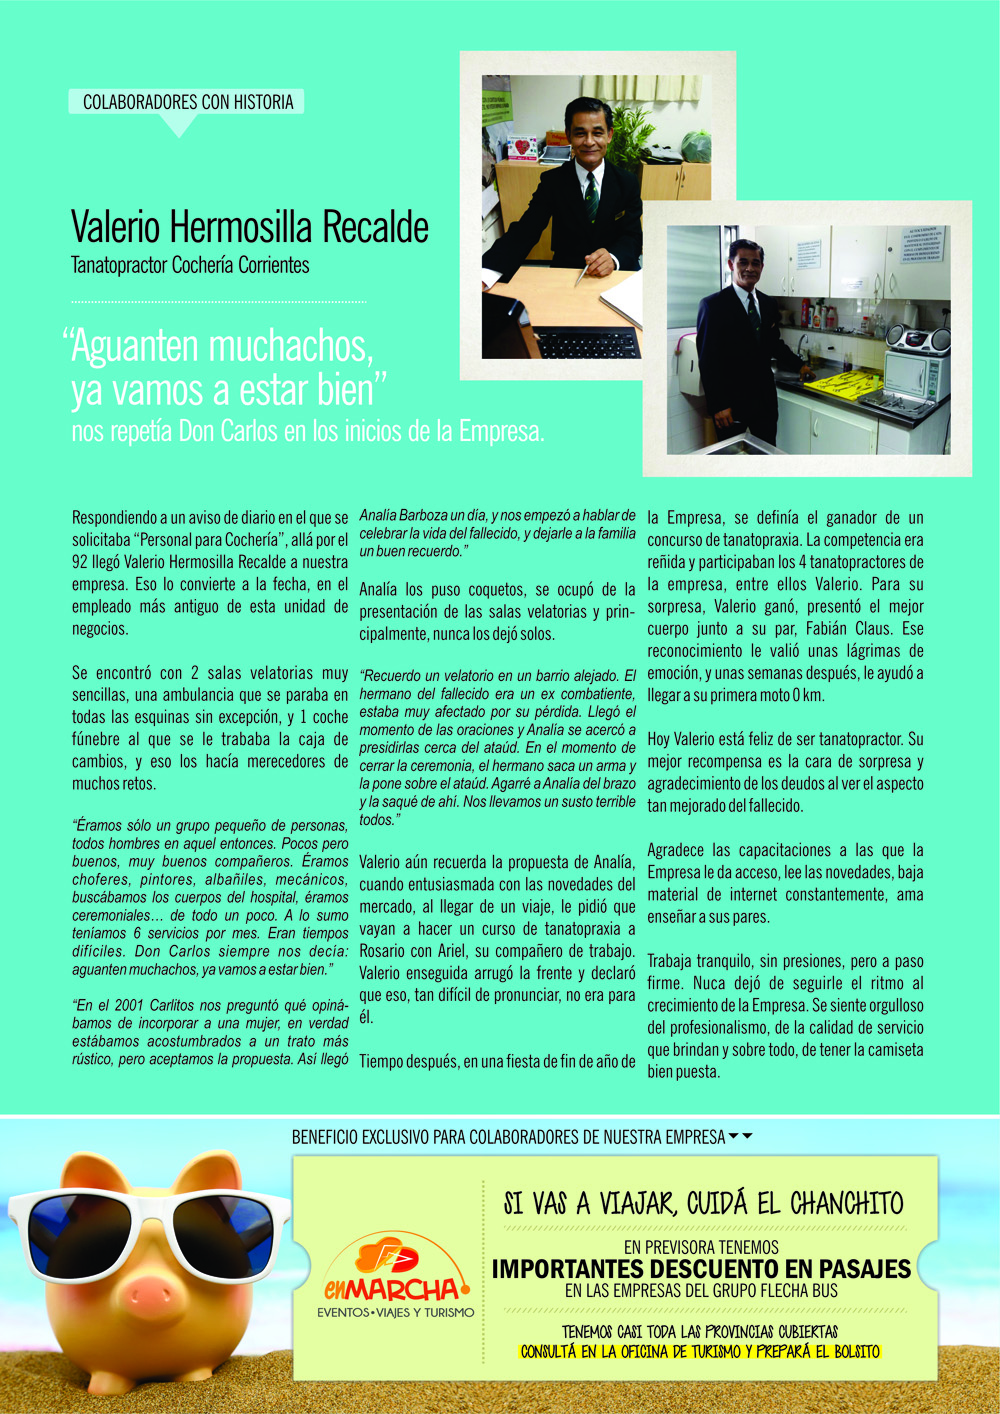 COLABORADORES CON HISTORIA
Valerio Hermosilla Recalde
Tanatopractor Cochería Corrientes
“Aguanten muchachos,
ya vamos a estar bien”
nos repetía Don Carlos en los inicios de la Empresa.
Respondiendo a un aviso de diario en el que se
solicitaba “Personal para Cochería”, allá por el
92 llegó Valerio Hermosilla Recalde a nuestra
empresa. Eso lo convierte a la fecha, en el
empleado más antiguo de esta unidad de
negocios.
Se encontró con 2 salas velatorias muy
sencillas, una ambulancia que se paraba en
todas las esquinas sin excepción, y 1 coche
fúnebre al que se le trababa la caja de
cambios, y eso los hacía merecedores de
muchos retos.
“Éramos sólo un grupo pequeño de personas,
todos hombres en aquel entonces. Pocos pero
buenos, muy buenos compañeros. Éramos
choferes, pintores, albañiles, mecánicos,
buscábamos los cuerpos del hospital, éramos
ceremoniales… de todo un poco. A lo sumo
teníamos 6 servicios por mes. Eran tiempos
difíciles. Don Carlos siempre nos decía:
aguanten muchachos, ya vamos a estar bien.”
“En el 2001 Carlitos nos preguntó qué opiná-
bamos de incorporar a una mujer, en verdad
estábamos acostumbrados a un trato más
rústico, pero aceptamos la propuesta. Así llegó
Analía Barboza un día, y nos empezó a hablar de
celebrar la vida del fallecido, y dejarle a la familia
un buen recuerdo.”
Analía los puso coquetos, se ocupó de la
presentación de las salas velatorias y prin-
cipalmente, nunca los dejó solos.
“Recuerdo un velatorio en un barrio alejado. El
hermano del fallecido era un ex combatiente,
estaba muy afectado por su pérdida. Llegó el
momento de las oraciones y Analía se acercó a
presidirlas cerca del ataúd. En el momento de
cerrar la ceremonia, el hermano saca un arma y
la pone sobre el ataúd. Agarré a Analía del brazo
y la saqué de ahí. Nos llevamos un susto terrible
todos.”
Valerio aún recuerda la propuesta de Analía,
cuando entusiasmada con las novedades del
mercado, al llegar de un viaje, le pidió que
vayan a hacer un curso de tanatopraxia a
Rosario con Ariel, su compañero de trabajo.
Valerio enseguida arrugó la frente y declaró
que eso, tan difícil de pronunciar, no era para
él.
Tiempo después, en una fiesta de fin de año de
la Empresa, se definía el ganador de un
concurso de tanatopraxia. La competencia era
reñida y participaban los 4 tanatopractores de
la empresa, entre ellos Valerio. Para su
sorpresa, Valerio ganó, presentó el mejor
cuerpo junto a su par, Fabián Claus. Ese
reconocimiento le valió unas lágrimas de
emoción, y unas semanas después, le ayudó a
llegar a su primera moto 0 km.
Hoy Valerio está feliz de ser tanatopractor. Su
mejor recompensa es la cara de sorpresa y
agradecimiento de los deudos al ver el aspecto
tan mejorado del fallecido.
Agradece las capacitaciones a las que la
Empresa le da acceso, lee las novedades, baja
material de internet constantemente, ama
enseñar a sus pares.
Trabaja tranquilo, sin presiones, pero a paso
firme. Nuca dejó de seguirle el ritmo al
crecimiento de la Empresa. Se siente orgulloso
del profesionalismo, de la calidad de servicio
que brindan y sobre todo, de tener la camiseta
bien puesta.
BENEFICIO EXCLUSIVO PARA COLABORADORES DE NUESTRA EMPRESA
enMARCHA
EVENTOS•VIAJES Y TURISMO
SI VAS A VIAJAR, CUIDÁ EL CHANCHITO
EN PREVISORA TENEMOS
IMPORTANTES DESCUENTO EN PASAJES
EN LAS EMPRESAS DEL GRUPO FLECHA BUS
TENEMOS CASI TODA LAS PROVINCIAS CUBIERTAS
CONSULTÁ EN LA OFICINA DE TURISMO Y PREPARÁ EL BOLSITO